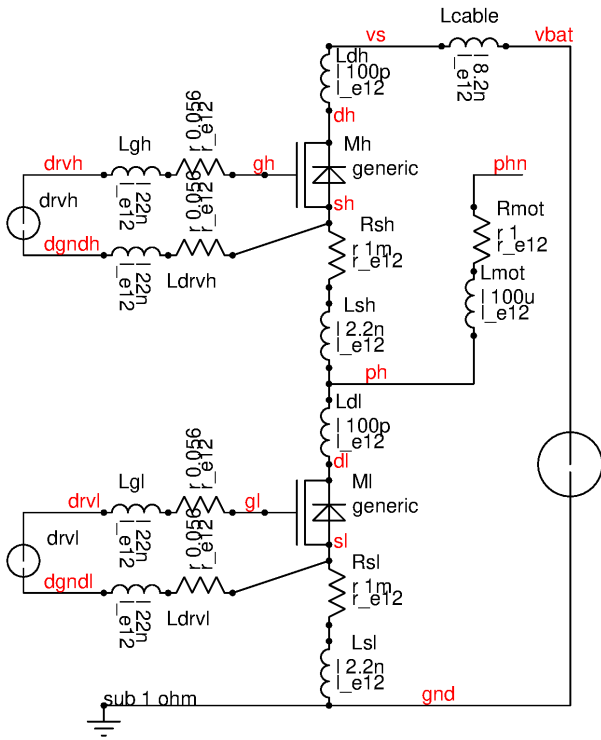 Lcable
vs
vbat
l 8.2n
l_e12
Ldh
l 100p
l_e12
dh
Lgh
r 0.056
r_e12
Mh
generic
drvh
gh
phn
drvh
l 22n
l_e12
r 0.056
r_e12
sh
Rsh
r 1m
r_e12
Rmot
r 1
r_e12
dgndh
Ldrvh
l 22n
l_e12
Lmot
l 100u
l_e12
Lsh
l 2.2n
l_e12
ph
Ldl
l 100p
l_e12
dl
Lgl
r 0.056
r_e12
Ml
generic
drvl
gl
drvl
l 22n
l_e12
r 0.056
r_e12
sl
Rsl
r 1m
r_e12
dgndl
Ldrvl
l 22n
l_e12
Lsl
l 2.2n
l_e12
sub 1 ohm
gnd